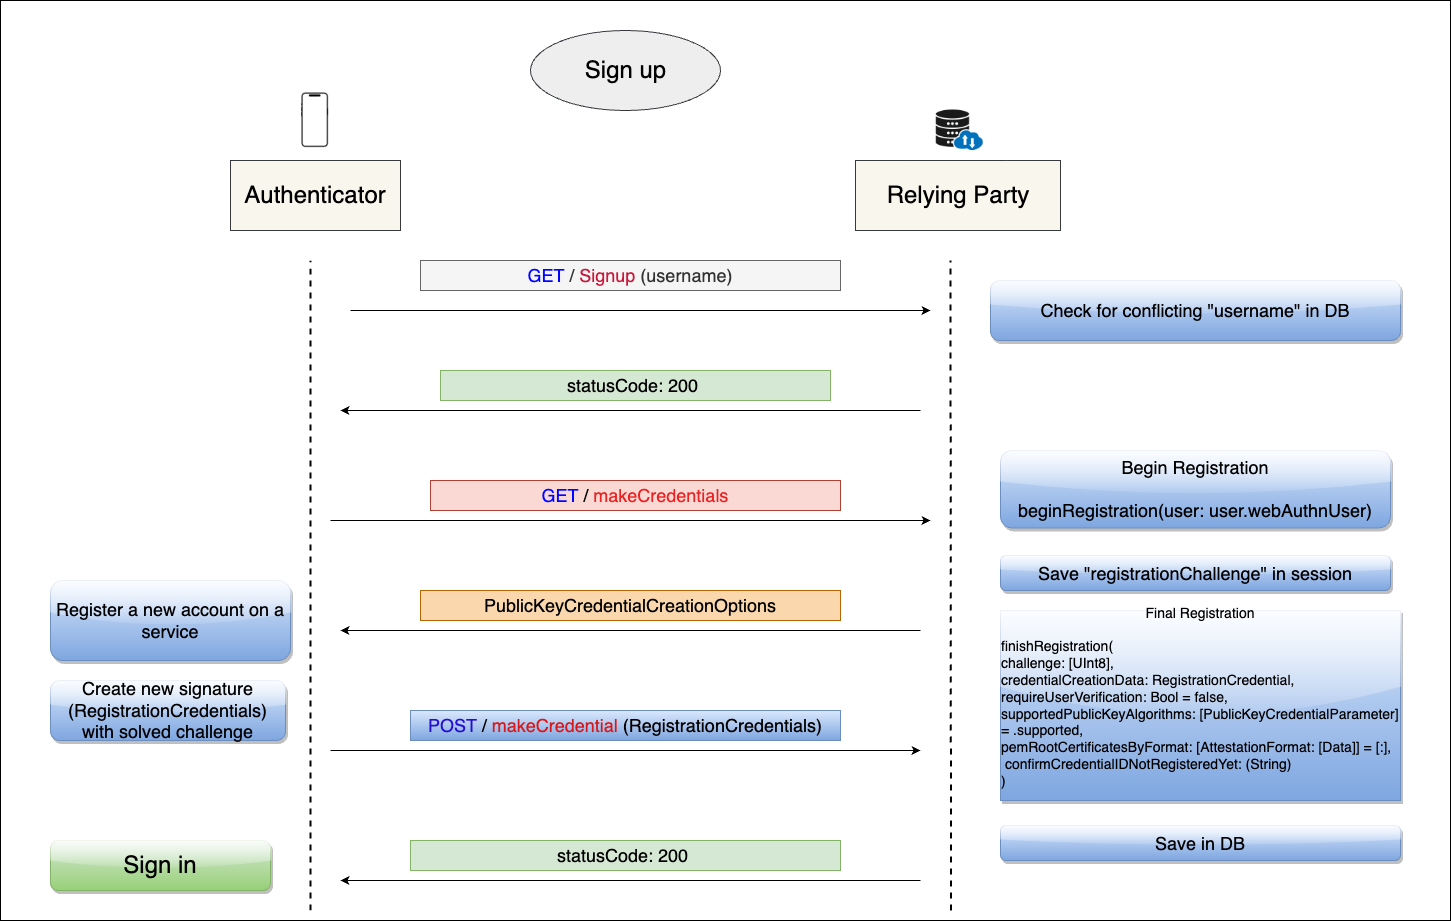 Sign up
Authenticator
Relying Party
GET / Signup (username)
Check for conflicting "username" in DB
statusCode: 200
Begin Registration
beginRegistration(user: user.webAuthnUser)
GET / makeCredentials
Save "registrationChallenge" in session
Register a new account on a
service
PublicKeyCredentialCreationOptions
Final Registration
finishRegistration(
challenge: [UInt8],
credentialCreationData: RegistrationCredential,
requireUserVerification: Bool = false,
supportedPublicKeyAlgorithms: [PublicKeyCredentialParameter]
= .supported,
pemRootCertificatesByFormat: [AttestationFormat: [Data]] = [:],
confirmCredentialIDNotRegisteredYet: (String)
)
Create new signature
(RegistrationCredentials)
with solved challenge
POST / makeCredential (RegistrationCredentials)
Save in DB
Sign in
statusCode: 200